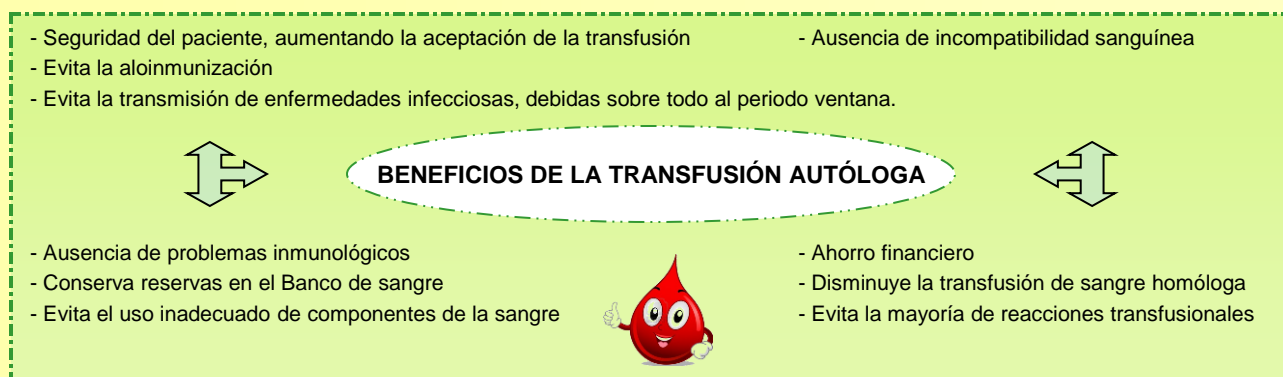 - Seguridad del paciente, aumentando la aceptación de la transfusión
- Ausencia de incompatibilidad sanguínea
- Evita la aloinmunización
- Evita la transmisión de enfermedades infecciosas, debidas sobre todo al periodo ventana.
BENEFICIOS DE LA TRANSFUSIÓN AUTÓLOGA
- Ausencia de problemas inmunológicos
- Conserva reservas en el Banco de sangre
- Evita el uso inadecuado de componentes de la sangre
- Ahorro financiero
- Disminuye la transfusión de sangre homóloga
- Evita la mayoría de reacciones transfusionales